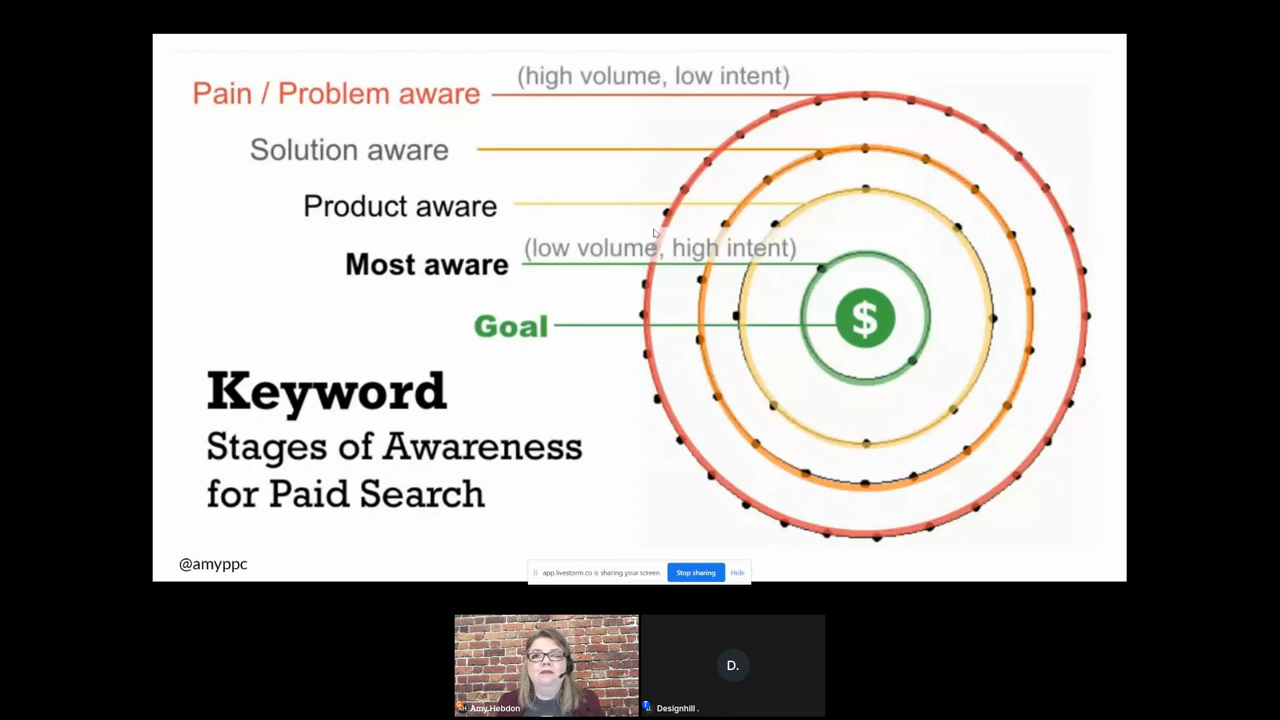 (high volume, low intent)
Pain / Problem aware
Solution aware
Product aware
(low volume, high intent)
Most aware
Goal
$
Keyword
Stages of Awareness
for Paid Search
@amyppc
app.livestorm.co is sharing your screen.
Stop sharing
Hide
D.
Amy Hebdon
Designhill .